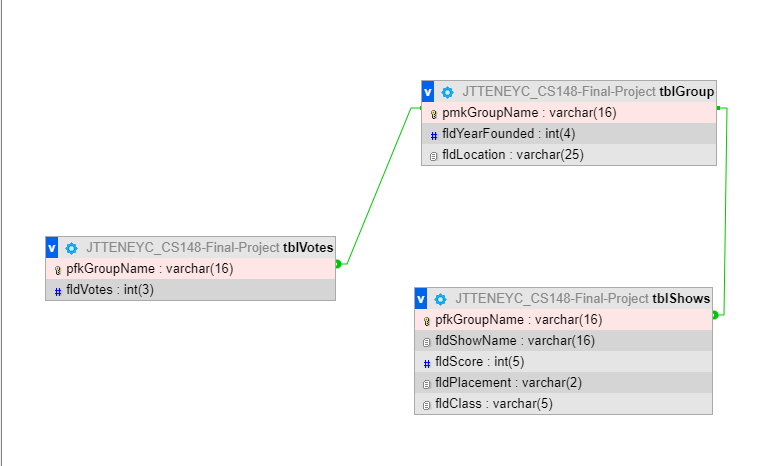 v JTTENEYC_CS148-Final-Project tblGroup
pmkGroupName : varchar(16)
# fldYearFounded : int(4)
fldLocation : varchar(25)
v JTTENEYC_CS148-Final-Project tblVotes
pfkGroupName : varchar(16)
# fldVotes : int(3)
v JTTENEYC_CS148-Final-Project tblShows
pfkGroupName : varchar(16)
fldShowName : varchar(16)
# fldScore : int(5)
fldPlacement : varchar(2)
fldClass : varchar(5)